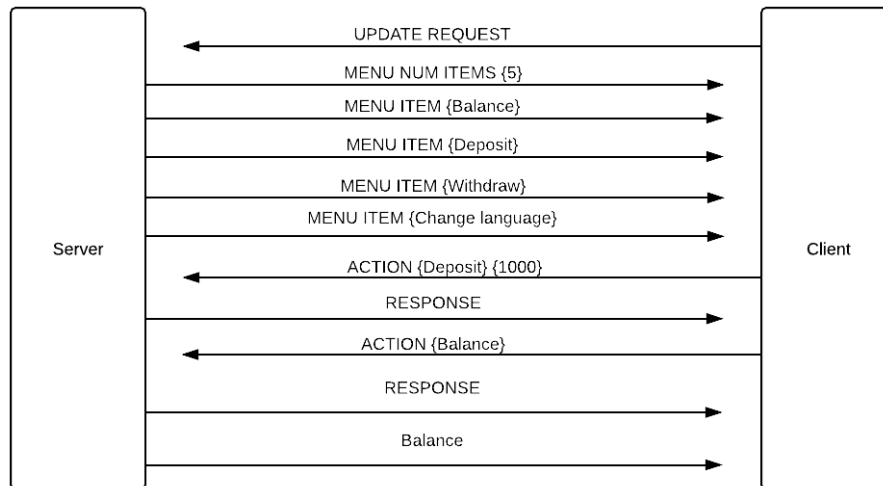 UPDATE REQUEST
MENU NUM ITEMS {5}
MENU ITEM {Balance}
MENU ITEM {Deposit}
MENU ITEM {Withdraw}
MENU ITEM {Change language}
Server
Client
ACTION {Deposit} {1000}
RESPONSE
ACTION {Balance}
RESPONSE
Balance